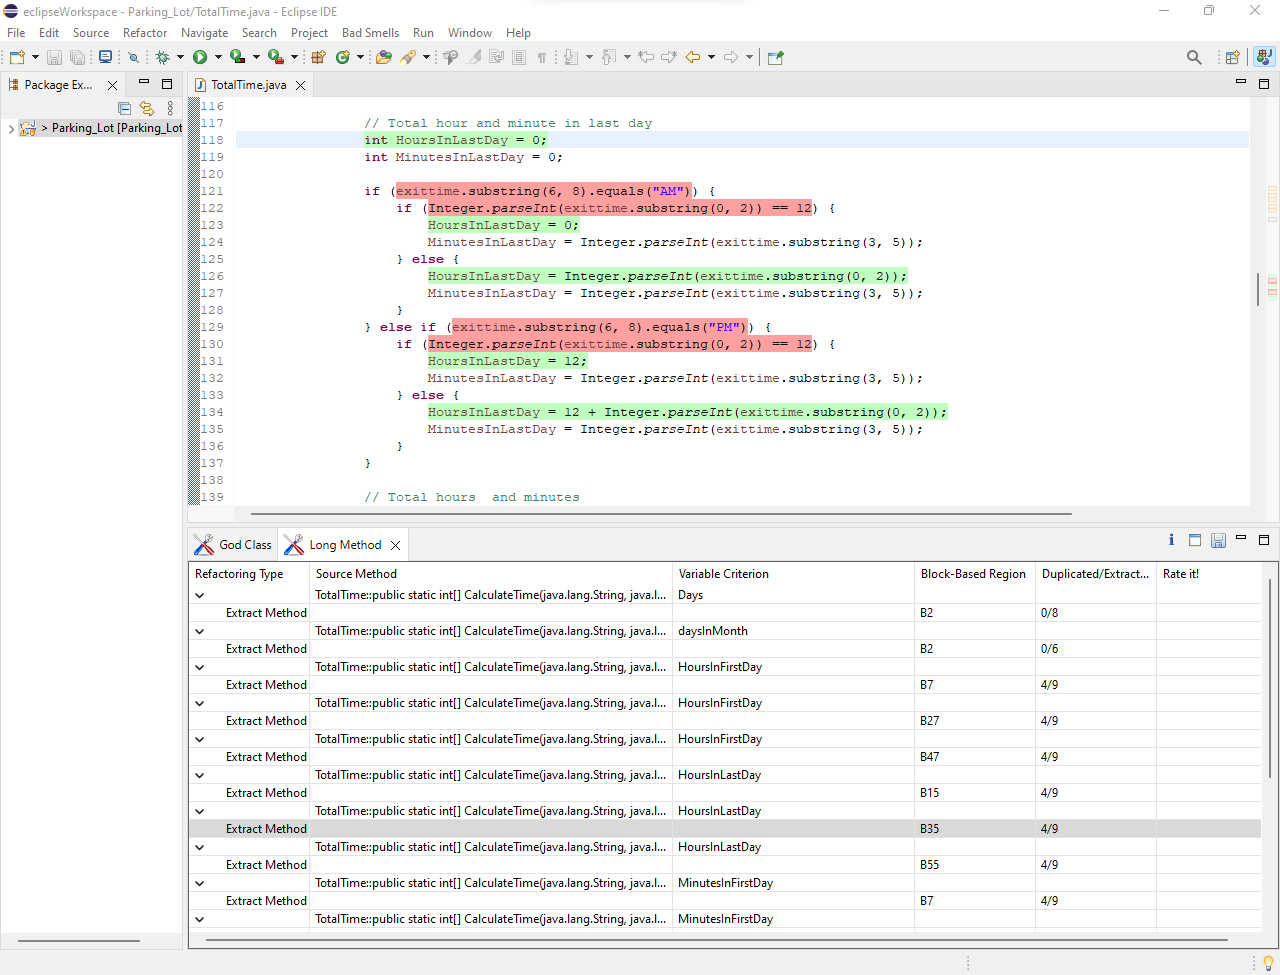 eclipseWorkspace - Parking_Lot/TotalTime.java - Eclipse IDE
File Edit Source Refactor Navigate Search Project Bad Smells Run Window Help
Package Ex...
> Parking_Lot [Parking_Lot
TotalTime.java
116
117 // Total hour and minute in last day
118 int HoursInLastDay = 0;
119 int MinutesInLastDay = 0;
120
121 if (exittime.substring(6, 8).equals("AM")) {
122 if (Integer.parseInt(exittime.substring(0, 2)) == 12) {
123 HoursInLastDay = 0;
124 MinutesInLastDay = Integer.parseInt(exittime.substring(3, 5));
125 } else {
126 HoursInLastDay = Integer.parseInt(exittime.substring(0, 2));
127 MinutesInLastDay = Integer.parseInt(exittime.substring(3, 5));
128 }
129 } else if (exittime.substring(6, 8).equals("PM")) {
130 if (Integer.parseInt(exittime.substring(0, 2)) == 12) {
131 HoursInLastDay = 12;
132 MinutesInLastDay = Integer.parseInt(exittime.substring(3, 5));
133 } else {
134 HoursInLastDay = 12 + Integer.parseInt(exittime.substring(0, 2));
135 MinutesInLastDay = Integer.parseInt(exittime.substring(3, 5));
136 }
137 }
138
139 // Total hours  and minutes
God Class Long Method
Refactoring Type Source Method Variable Criterion Block-Based Region Duplicated/Extract... Rate it!
TotalTime::public static int[] CalculateTime(java.lang.String, java.l... Days
Extract Method B2 0/8
TotalTime::public static int[] CalculateTime(java.lang.String, java.l... daysInMonth
Extract Method B2 0/6
TotalTime::public static int[] CalculateTime(java.lang.String, java.l... HoursInFirstDay
Extract Method B7 4/9
TotalTime::public static int[] CalculateTime(java.lang.String, java.l... HoursInFirstDay
Extract Method B27 4/9
TotalTime::public static int[] CalculateTime(java.lang.String, java.l... HoursInFirstDay
Extract Method B47 4/9
TotalTime::public static int[] CalculateTime(java.lang.String, java.l... HoursInLastDay
Extract Method B15 4/9
TotalTime::public static int[] CalculateTime(java.lang.String, java.l... HoursInLastDay
Extract Method B35 4/9
TotalTime::public static int[] CalculateTime(java.lang.String, java.l... HoursInLastDay
Extract Method B55 4/9
TotalTime::public static int[] CalculateTime(java.lang.String, java.l... MinutesInFirstDay
Extract Method B7 4/9
TotalTime::public static int[] CalculateTime(java.lang.String, java.l... MinutesInFirstDay